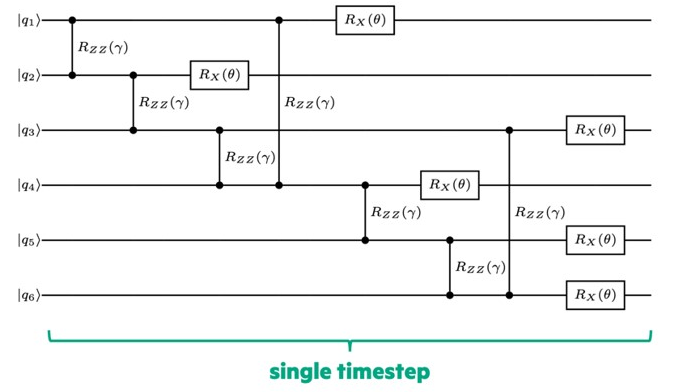 |q₁⟩ R_X(θ)
R_ZZ(γ)
|q₂⟩ R_X(θ)
R_ZZ(γ) R_ZZ(γ)
|q₃⟩ R_X(θ)
R_ZZ(γ)
|q₄⟩ R_X(θ)
R_ZZ(γ) R_ZZ(γ)
|q₅⟩ R_X(θ)
R_ZZ(γ)
|q₆⟩ R_X(θ)
single timestep